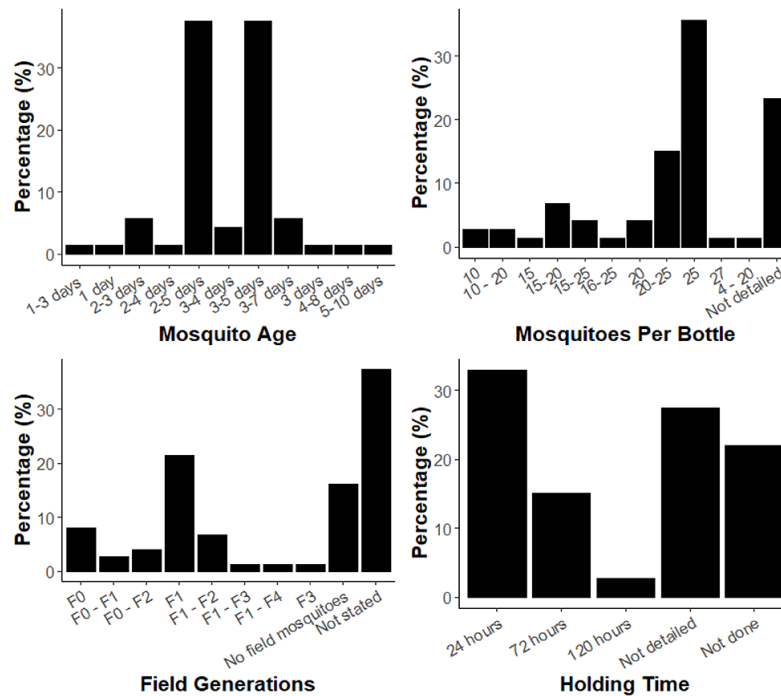 Percentage (%)
30
20
10
0
1-3 days
1 day
2-3 days
2-4 days
2-5 days
3-4 days
3-5 days
3-7 days
3 days
4-8 days
5-10 days
Mosquito Age
Percentage (%)
30
20
10
0
10
10 - 20
15
15-20
15-25
16-25
20
20-25
25
27
4 - 20
Not detailed
Mosquitoes Per Bottle
Percentage (%)
30
20
10
0
F0
F0 - F1
F0 - F2
F1
F1 - F2
F1 - F3
F1 - F4
F3
No field mosquitoes
Not stated
Field Generations
Percentage (%)
30
20
10
0
24 hours
72 hours
120 hours
Not detailed
Not done
Holding Time